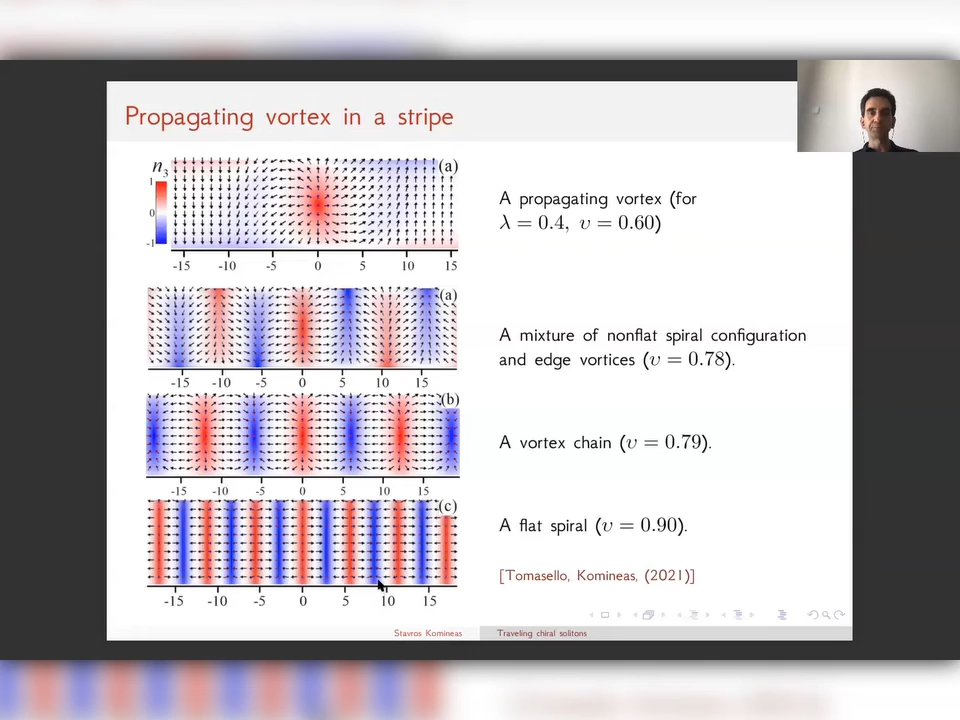 Propagating vortex in a stripe
n₃
1
0
-1
(a)
-15 -10 -5 0 5 10 15
A propagating vortex (for
λ = 0.4, υ = 0.60)
(a)
-15 -10 -5 0 5 10 15
A mixture of nonflat spiral configuration
and edge vortices (υ = 0.78).
(b)
-15 -10 -5 0 5 10 15
A vortex chain (υ = 0.79).
(c)
-15 -10 -5 0 5 10 15
A flat spiral (υ = 0.90).
[Tomasello, Komineas, (2021)]
Stavros Komineas
Traveling chiral solitons